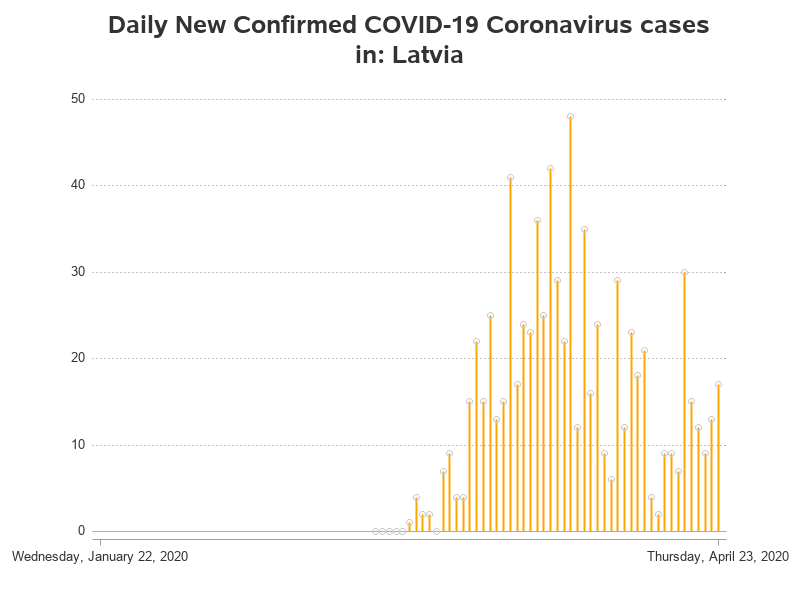 Daily New Confirmed COVID-19 Coronavirus cases
in: Latvia
50
40
30
20
10
0
Wednesday, January 22, 2020
Thursday, April 23, 2020